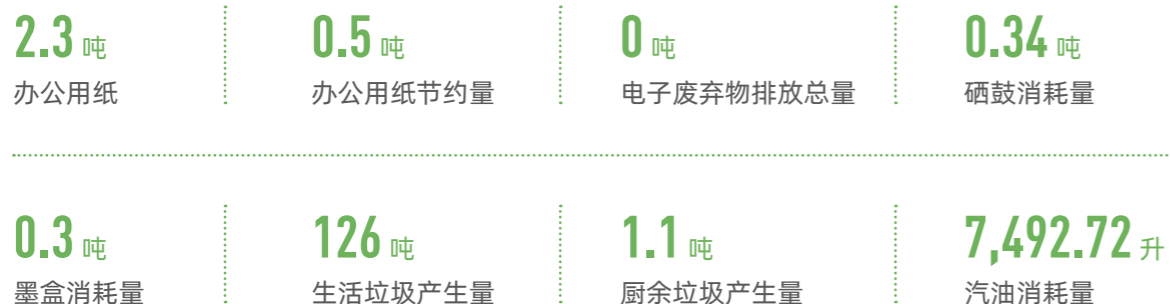 2.3 吨 0.5 吨 0 吨 0.34 吨
办公用纸 办公用纸节约量 电子废弃物排放总量 硒鼓消耗量
0.3 吨 126 吨 1.1 吨 7,492.72 升
墨盒消耗量 生活垃圾产生量 厨余垃圾产生量 汽油消耗量